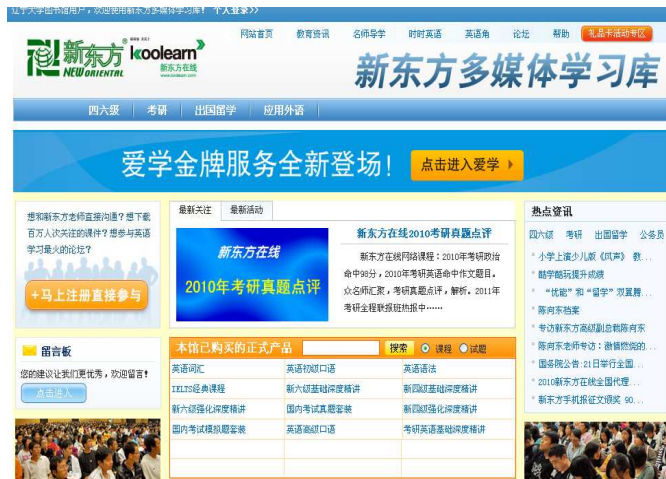 辽宁大学图书馆用户,欢迎使用新东方多媒体学习库! 个人登录>>
网站首页 教育资讯 名师导学 时时英语 英语角 论坛 帮助 礼品卡活动专区
新东方 NEW ORIENTAL koolearn 新东方在线
新东方多媒体学习库
四六级 考研 出国留学 应用外语
爱学金牌服务全新登场! 点击进入爱学
想和新东方老师直接沟通?想下载
百万人次关注的课件?想参与英语
学习最火的论坛?
+马上注册直接参与
留言板
您的建议让我们更优秀,欢迎留言!
点击进入
最新关注 最新活动
新东方在线
2010年考研真题点评
新东方在线2010考研真题点评
新东方在线网络课程:2010年考研政治
命中98分,2010年考研英语命中作文题目。
众名师汇聚,考研真题点评,解析。2011年
考研全程联报班热报中……
本馆已购买的正式产品 搜索 课程 试题
英语词汇 英语初级口语 英语语法
IELTS经典课程 新六级基础深度精讲 新四级基础深度精讲
新六级强化深度精讲 国内考试真题套装 新四级强化深度精讲
国内考试模拟题套装 英语高级口语 考研英语基础深度精讲
热点资讯
四六级 考研 出国留学 公务员
小学上演少儿版《风声》 教...
酷学酷玩提升成绩
“优能”和“留学”双翼腾...
陈向东档案
专访新东方高级副总裁陈向东
陈向东老师专访:激情燃烧的...
国务院公告:21日举行全国...
2010新东方在线全国代理...
新东方手机报征文颁奖 90...